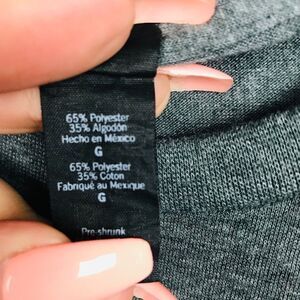 65% Polyester
35% Algodón
Hecho en México
G
65% Polyester
35% Coton
Fabriqué au Mexique
G
Pre-shrunk